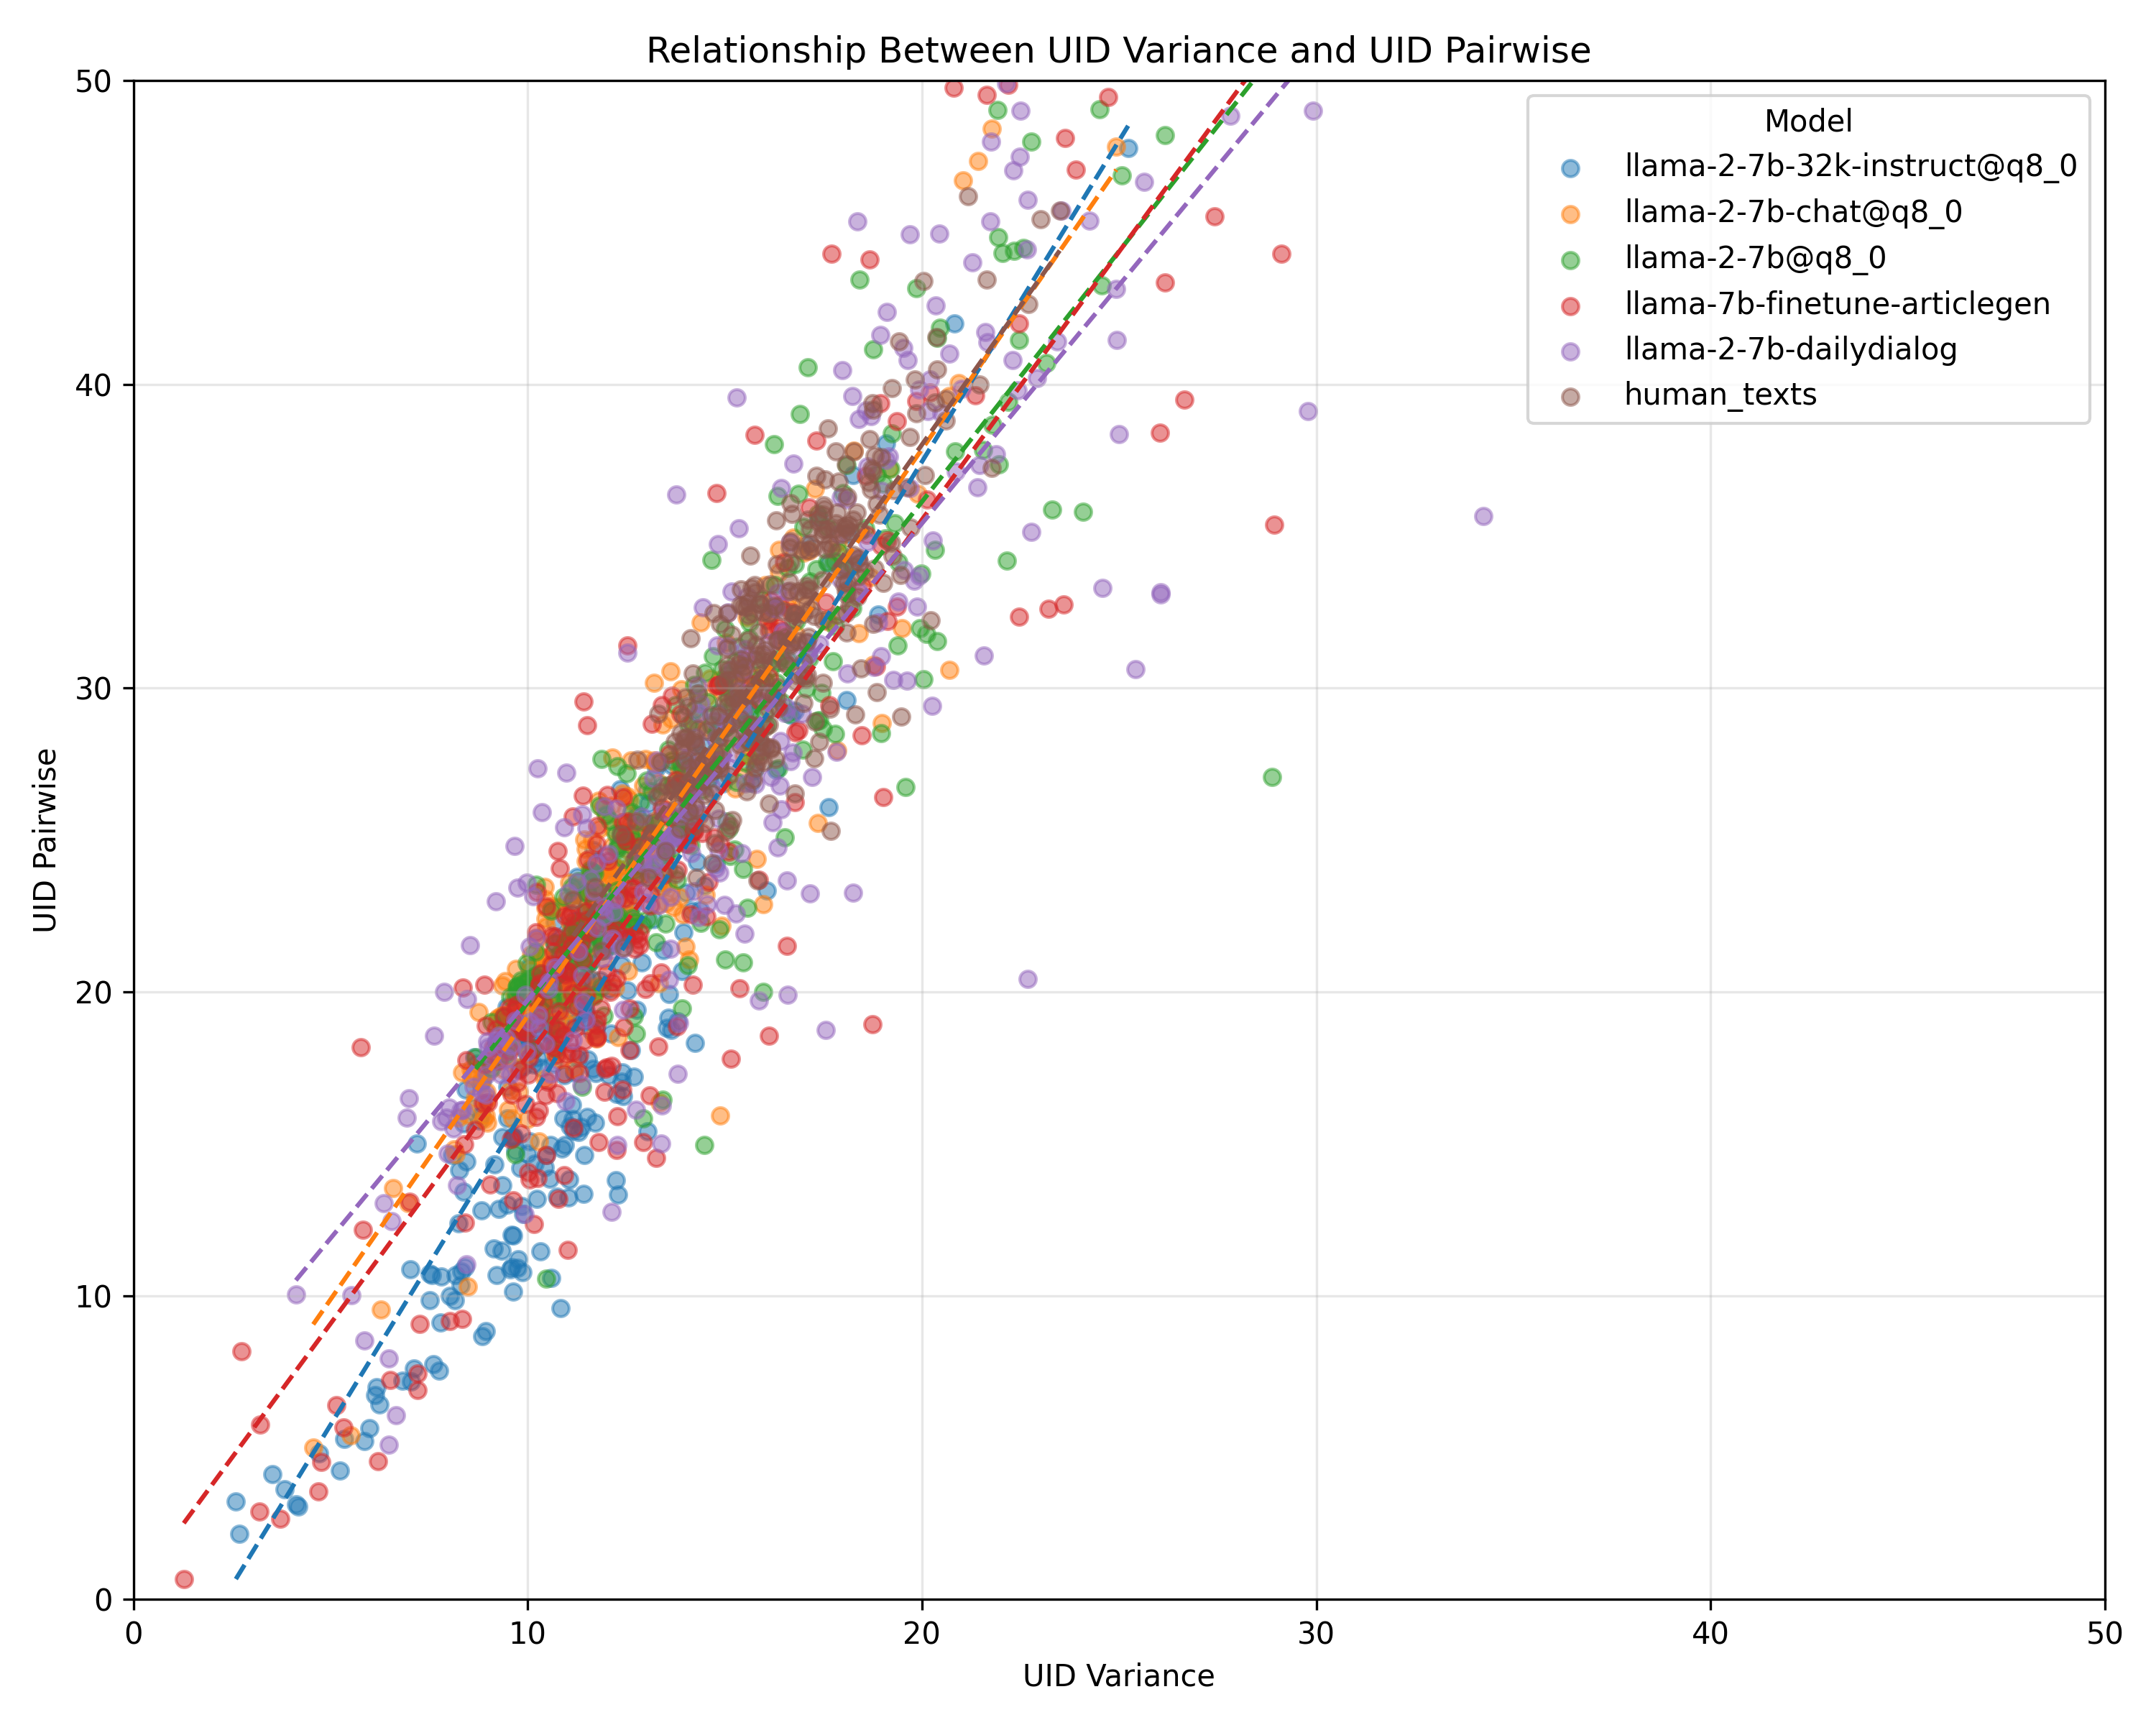 Relationship Between UID Variance and UID Pairwise
50
40
30
20
10
0
UID Pairwise
0
10
20
30
40
50
UID Variance
Model
llama-2-7b-32k-instruct@q8_0
llama-2-7b-chat@q8_0
llama-2-7b@q8_0
llama-7b-finetune-articlegen
llama-2-7b-dailydialog
human_texts